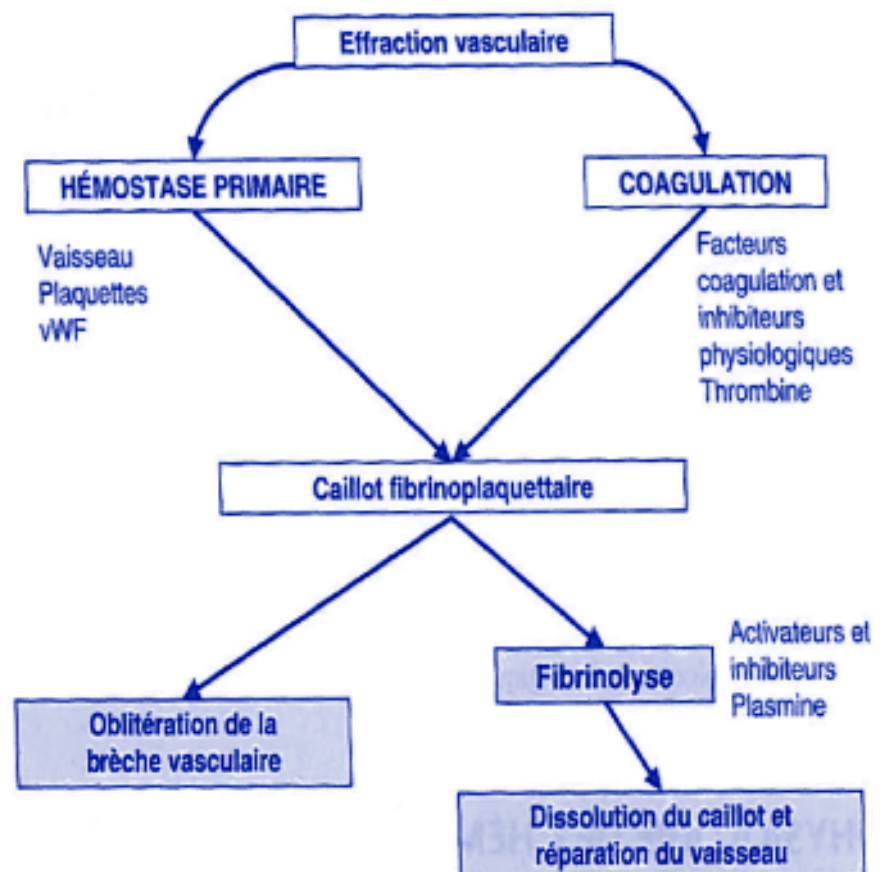 Effraction vasculaire
HÉMOSTASE PRIMAIRE
COAGULATION
Vaisseau
Plaquettes
vWF
Facteurs
coagulation et
inhibiteurs
physiologiques
Thrombine
Caillot fibrinoplaquettaire
Activateurs et
inhibiteurs
Plasmine
Fibrinolyse
Oblitération de la
brèche vasculaire
Dissolution du caillot et
réparation du vaisseau